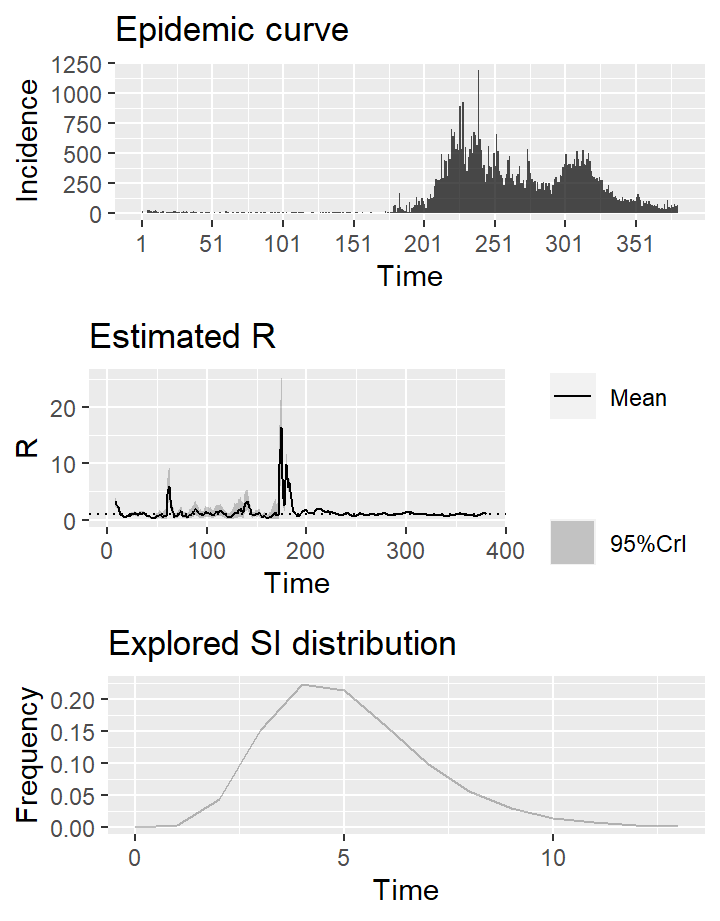 Epidemic curve
1250
1000
750
500
250
0
Incidence
1 51 101 151 201 251 301 351
Time
Estimated R
20
10
0
R
0 100 200 300 400
Time
Mean
95%CrI
Explored SI distribution
0.20
0.15
0.10
0.05
0.00
Frequency
0 5 10
Time